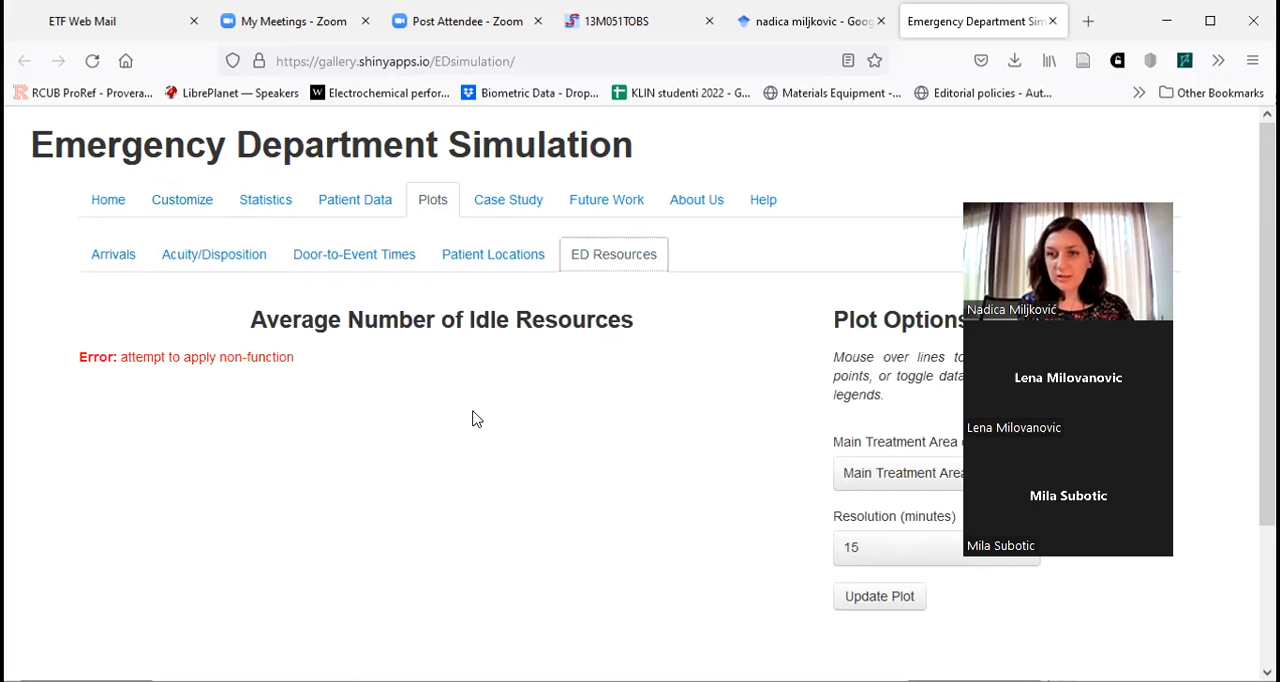 ETF Web Mail
My Meetings - Zoom
Post Attendee - Zoom
13M051TOBS
nadica miljkovic - Goog
Emergency Department Sim
https://gallery.shinyapps.io/EDsimulation/
RCUB ProRef - Provera...
LibrePlanet — Speakers
Electrochemical perfor...
Biometric Data - Drop...
KLIN studenti 2022 - G...
Materials Equipment -...
Editorial policies - Aut...
Other Bookmarks
Emergency Department Simulation
Home Customize Statistics Patient Data Plots Case Study Future Work About Us Help
Arrivals Acuity/Disposition Door-to-Event Times Patient Locations ED Resources
Average Number of Idle Resources
Error: attempt to apply non-function
Plot Options
Mouse over lines to
points, or toggle data
legends.
Main Treatment Area
Main Treatment Area
Resolution (minutes)
15
Update Plot
Nadica Miljković
Lena Milovanovic
Lena Milovanovic
Mila Subotic
Mila Subotic